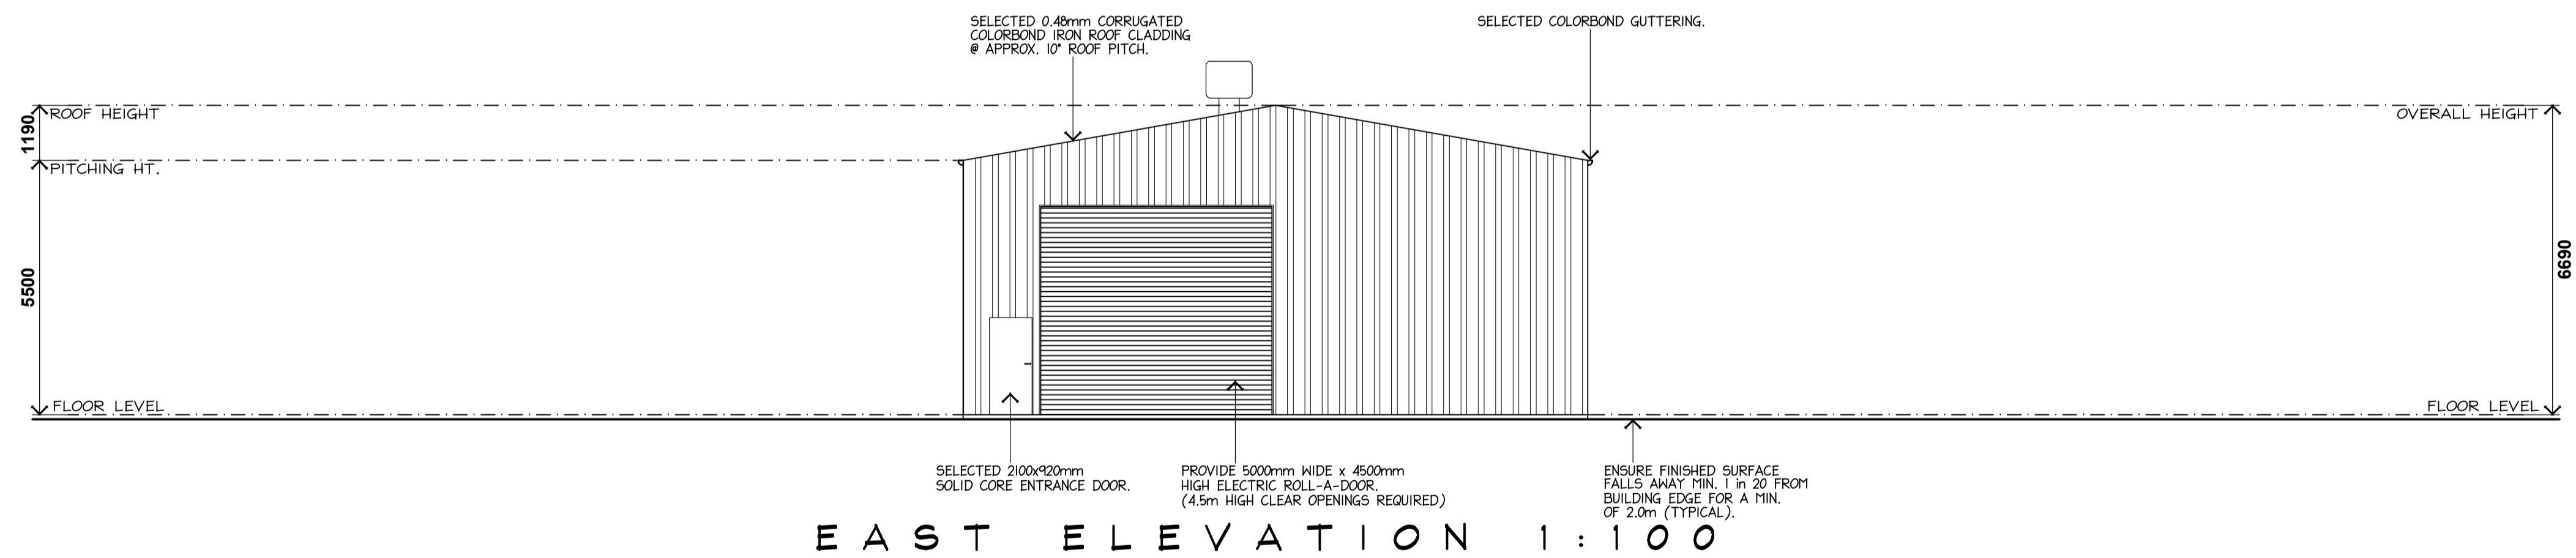 SELECTED 0.48mm CORRUGATED
COLORBOND IRON ROOF CLADDING
@ APPROX. 10° ROOF PITCH.
SELECTED COLORBOND GUTTERING.
ROOF HEIGHT
OVERALL HEIGHT
1190
PITCHING HT.
5500
6690
FLOOR LEVEL
FLOOR LEVEL
SELECTED 2100x920mm
SOLID CORE ENTRANCE DOOR.
PROVIDE 5000mm WIDE x 4500mm
HIGH ELECTRIC ROLL-A-DOOR.
(4.5m HIGH CLEAR OPENINGS REQUIRED)
ENSURE FINISHED SURFACE
FALLS AWAY MIN. 1 in 20 FROM
BUILDING EDGE FOR A MIN.
OF 2.0m (TYPICAL).
EAST ELEVATION 1:100